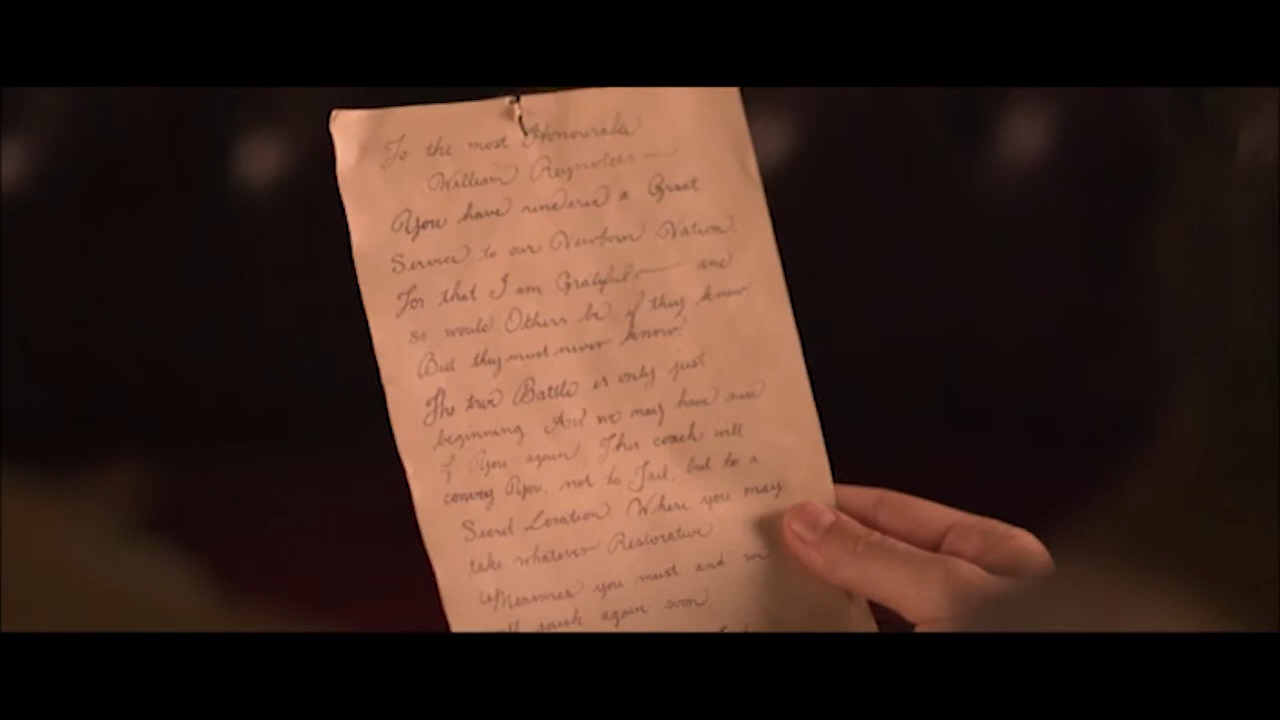 To the most Honourable
William Reynolds —
You have rendered a Great
Service to our Newborn Nation.
For that I am Grateful — and
so would Others be if they knew.
But they must never know.
The true Battle is only just
beginning. And we may have need
of You again. This coach will
convey You, not to Jail, but to a
Secret Location. Where you may
take whatever Restorative
Measures you must and we
speak again soon.